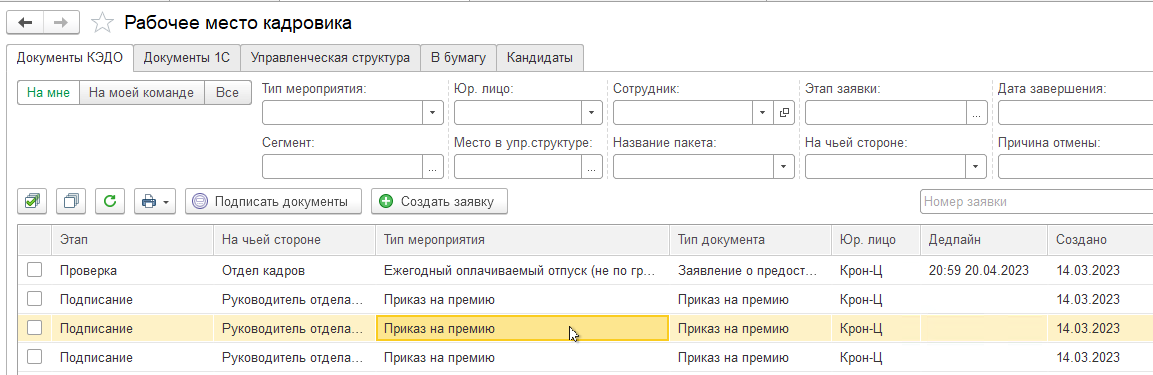 Рабочее место кадровика
Документы КЭДО Документы 1С Управленческая структура В бумагу Кандидаты
На мне На моей команде Все
Тип мероприятия: Юр. лицо: Сотрудник: Этап заявки: Дата завершения:
Сегмент: Место в упр.структуре: Название пакета: На чьей стороне: Причина отмены:
Подписать документы Создать заявку Номер заявки
Этап На чьей стороне Тип мероприятия Тип документа Юр. лицо Дедлайн Создано
Проверка Отдел кадров Ежегодный оплачиваемый отпуск (не по гр... Заявление о предост... Крон-Ц 20:59 20.04.2023 14.03.2023
Подписание Руководитель отдела... Приказ на премию Приказ на премию Крон-Ц 14.03.2023
Подписание Руководитель отдела... Приказ на премию Приказ на премию Крон-Ц 14.03.2023
Подписание Руководитель отдела... Приказ на премию Приказ на премию Крон-Ц 14.03.2023